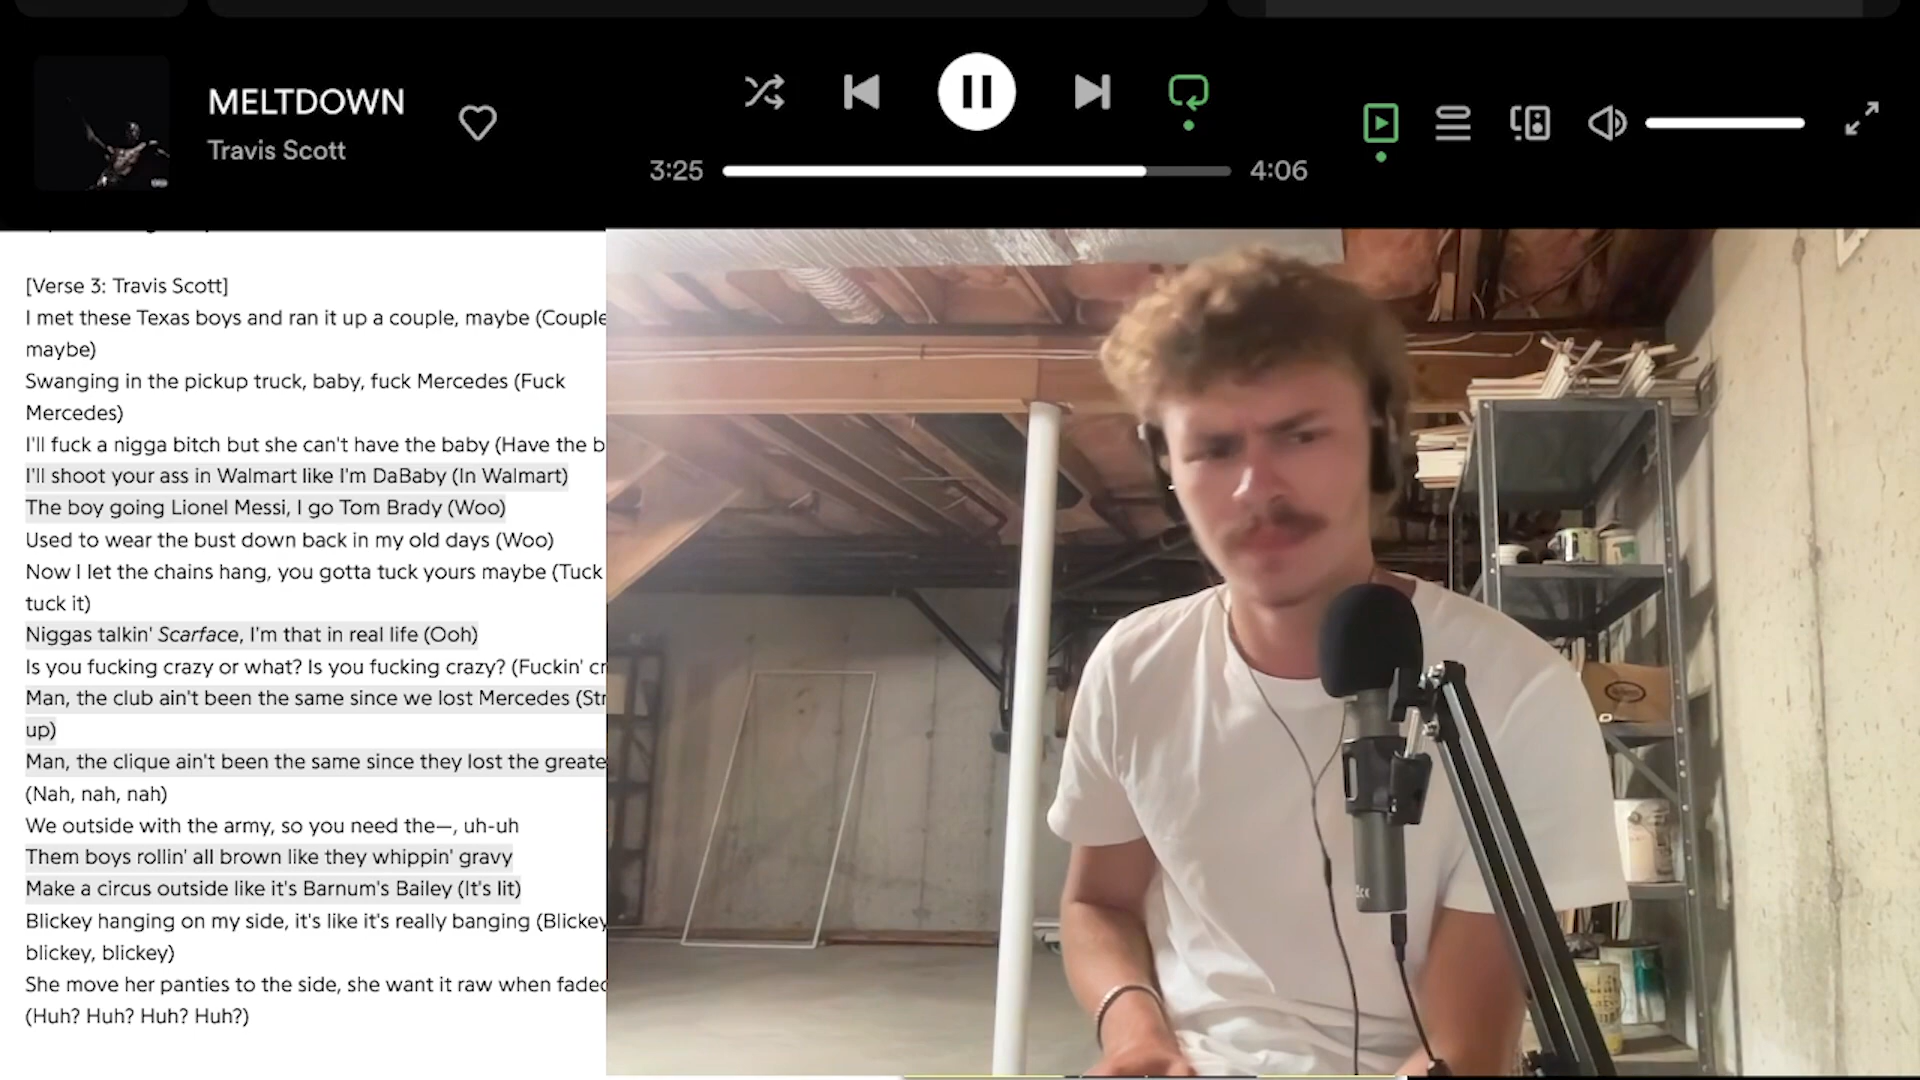 MELTDOWN
Travis Scott
3:25
4:06
[Verse 3: Travis Scott]
I met these Texas boys and ran it up a couple, maybe (Couple
maybe)
Swanging in the pickup truck, baby, fuck Mercedes (Fuck
Mercedes)
I'll fuck a nigga bitch but she can't have the baby (Have the b
I'll shoot your ass in Walmart like I'm DaBaby (In Walmart)
The boy going Lionel Messi, I go Tom Brady (Woo)
Used to wear the bust down back in my old days (Woo)
Now I let the chains hang, you gotta tuck yours maybe (Tuck
tuck it)
Niggas talkin' Scarface, I'm that in real life (Ooh)
Is you fucking crazy or what? Is you fucking crazy? (Fuckin' cr
Man, the club ain't been the same since we lost Mercedes (Str
up)
Man, the clique ain't been the same since they lost the greate
(Nah, nah, nah)
We outside with the army, so you need the—, uh-uh
Them boys rollin' all brown like they whippin' gravy
Make a circus outside like it's Barnum's Bailey (It's lit)
Blickey hanging on my side, it's like it's really banging (Blickey
blickey, blickey)
She move her panties to the side, she want it raw when faded
(Huh? Huh? Huh? Huh?)